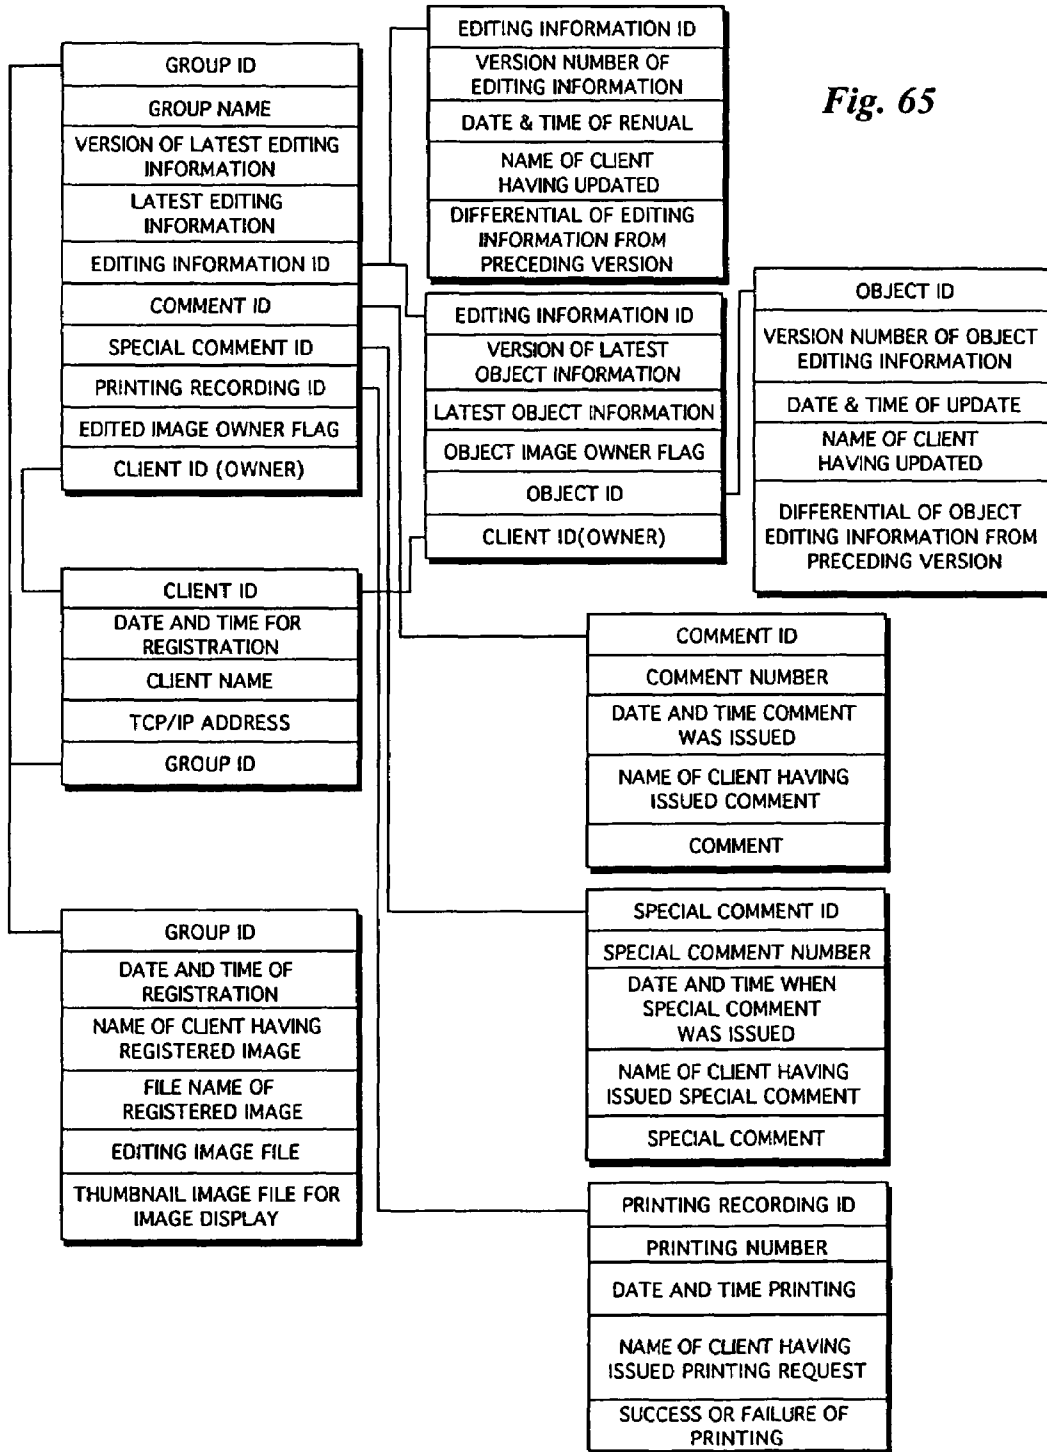 Fig. 65
GROUP ID
GROUP NAME
VERSION OF LATEST EDITING
INFORMATION
LATEST EDITING
INFORMATION
EDITING INFORMATION ID
COMMENT ID
SPECIAL COMMENT ID
PRINTING RECORDING ID
EDITED IMAGE OWNER FLAG
CLIENT ID (OWNER)
CLIENT ID
DATE AND TIME FOR
REGISTRATION
CLIENT NAME
TCP/IP ADDRESS
GROUP ID
GROUP ID
DATE AND TIME OF
REGISTRATION
NAME OF CLIENT HAVING
REGISTERED IMAGE
FILE NAME OF
REGISTERED IMAGE
EDITING IMAGE FILE
THUMBNAIL IMAGE FILE FOR
IMAGE DISPLAY
EDITING INFORMATION ID
VERSION NUMBER OF
EDITING INFORMATION
DATE & TIME OF RENUAL
NAME OF CLIENT
HAVING UPDATED
DIFFERENTIAL OF EDITING
INFORMATION FROM
PRECEDING VERSION
EDITING INFORMATION ID
VERSION OF LATEST
OBJECT INFORMATION
LATEST OBJECT INFORMATION
OBJECT IMAGE OWNER FLAG
OBJECT ID
CLIENT ID(OWNER)
OBJECT ID
VERSION NUMBER OF OBJECT
EDITING INFORMATION
DATE & TIME OF UPDATE
NAME OF CLIENT
HAVING UPDATED
DIFFERENTIAL OF OBJECT
EDITING INFORMATION FROM
PRECEDING VERSION
COMMENT ID
COMMENT NUMBER
DATE AND TIME COMMENT
WAS ISSUED
NAME OF CLIENT HAVING
ISSUED COMMENT
COMMENT
SPECIAL COMMENT ID
SPECIAL COMMENT NUMBER
DATE AND TIME WHEN
SPECIAL COMMENT
WAS ISSUED
NAME OF CLIENT HAVING
ISSUED SPECIAL COMMENT
SPECIAL COMMENT
PRINTING RECORDING ID
PRINTING NUMBER
DATE AND TIME PRINTING
NAME OF CLIENT HAVING
ISSUED PRINTING REQUEST
SUCCESS OR FAILURE OF
PRINTING